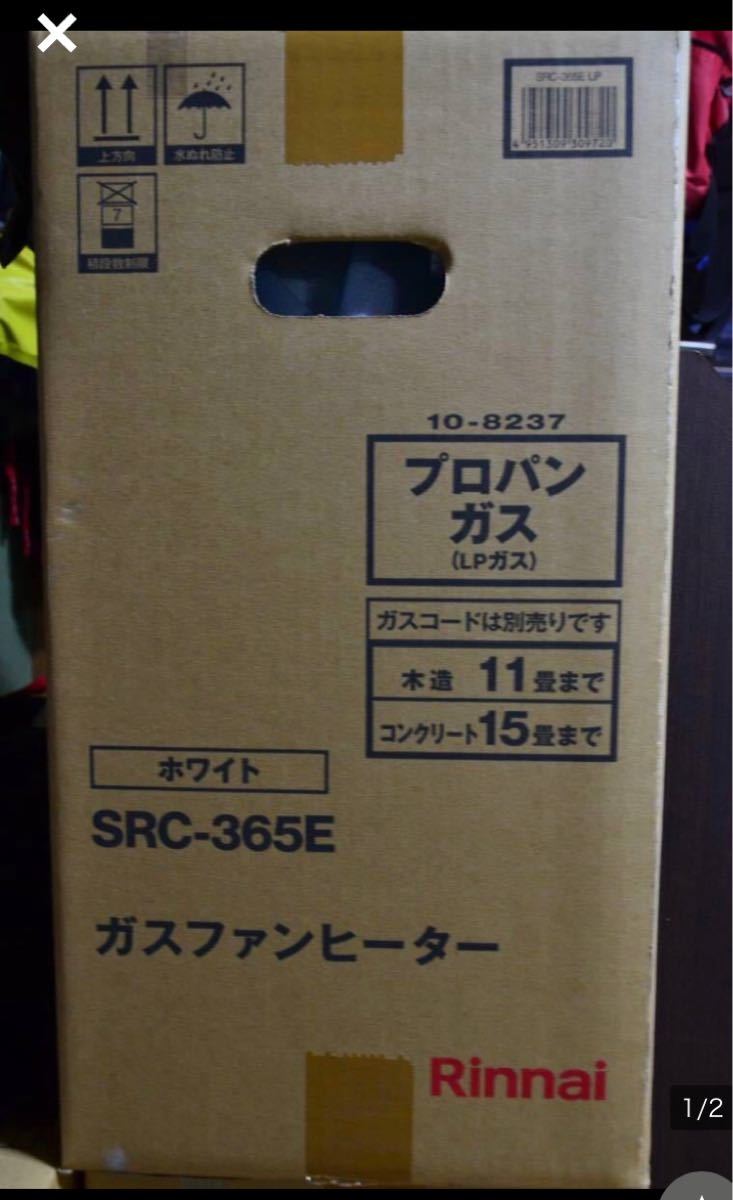 上方向
水ぬれ防止
7
積段数制限
SRC-365E LP
4951309309720
10-8237
プロパン
ガス
(LPガス)
ガスコードは別売りです
木造 11畳まで
コンクリート15畳まで
ホワイト
SRC-365E
ガスファンヒーター
Rinnai
1/2